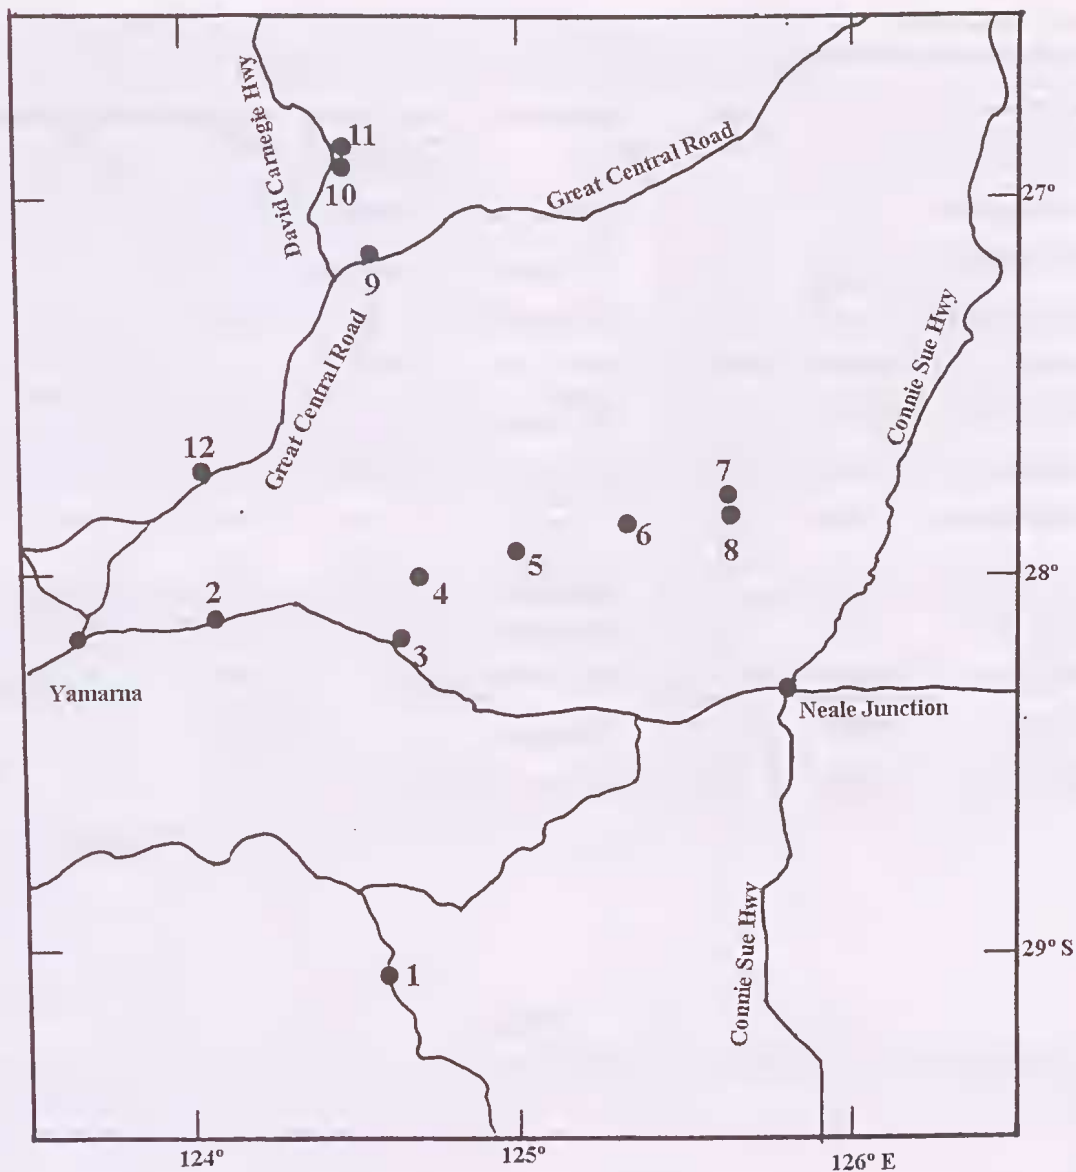 David Carnegie Hwy
11
10
Great Central Road
27°
9
Great Central Road
Connie Sue Hwy
12
7
6
8
5
4
28°
2
3
Yamarna
Neale Junction
Connie Sue Hwy
1
29° S
124°
125°
126° E